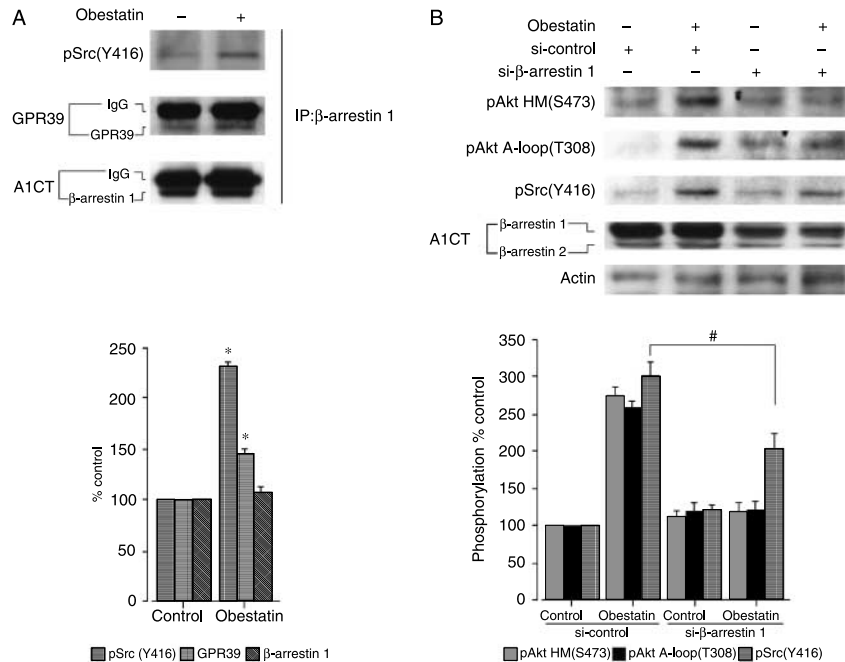 A
Obestatin – +
pSrc(Y416)
GPR39
IgG
GPR39
IP:β-arrestin 1
A1CT
IgG
β-arrestin 1
250
200
150
100
50
0
% control
*
*
Control Obestatin
pSrc (Y416) GPR39 β-arrestin 1
B
Obestatin – + – +
si-control + + – –
si-β-arrestin 1 – – + +
pAkt HM(S473)
pAkt A-loop(T308)
pSrc(Y416)
A1CT
β-arrestin 1
β-arrestin 2
Actin
350
300
250
200
150
100
50
0
Phosphorylation % control
#
Control Obestatin Control Obestatin
si-control si-β-arrestin 1
pAkt HM(S473) pAkt A-loop(T308) pSrc(Y416)